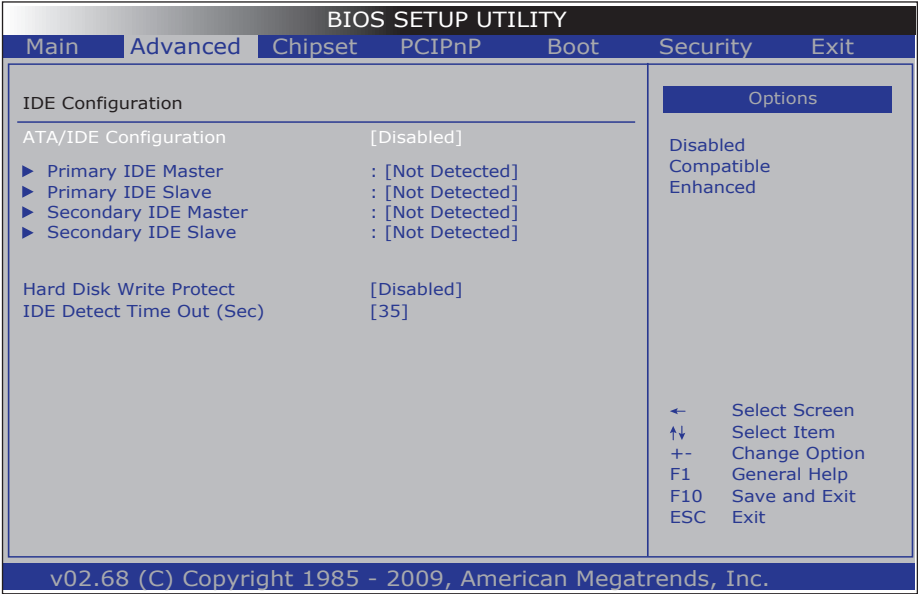 BIOS SETUP UTILITY
Main Advanced Chipset PCIPnP Boot Security Exit
IDE Configuration
ATA/IDE Configuration [Disabled]
► Primary IDE Master : [Not Detected]
► Primary IDE Slave : [Not Detected]
► Secondary IDE Master : [Not Detected]
► Secondary IDE Slave : [Not Detected]
Hard Disk Write Protect [Disabled]
IDE Detect Time Out (Sec) [35]
Options
Disabled
Compatible
Enhanced
← Select Screen
↑↓ Select Item
+- Change Option
F1 General Help
F10 Save and Exit
ESC Exit
v02.68 (C) Copyright 1985 - 2009, American Megatrends, Inc.